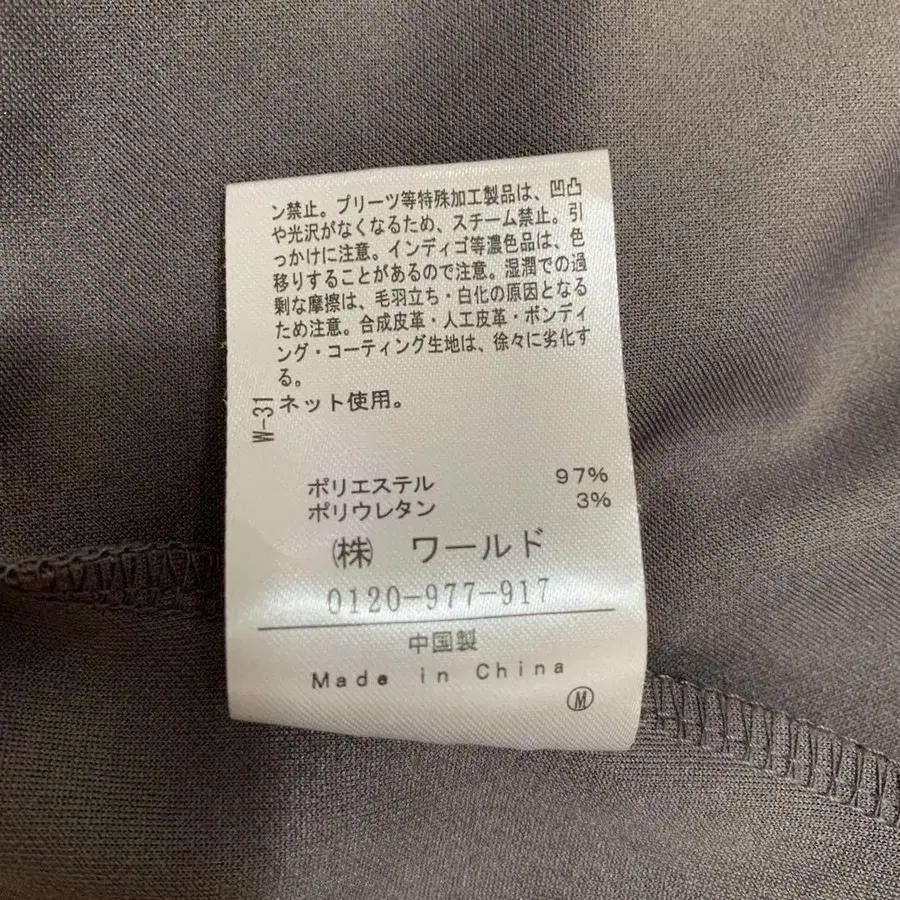 ン禁止。プリーツ等特殊加工製品は、凹凸
や光沢がなくなるため、スチーム禁止。引
っかけに注意。インディゴ等濃色品は、色
移りすることがあるので注意。湿潤での過
剰な摩擦は、毛羽立ち・白化の原因となる
ため注意。合成皮革・人工皮革・ボンディ
ング・コーティング生地は、徐々に劣化す
る。
ネット使用。
W-31
ポリエステル 97%
ポリウレタン 3%
(株) ワールド
0120-977-917
中国製
Made in China
M